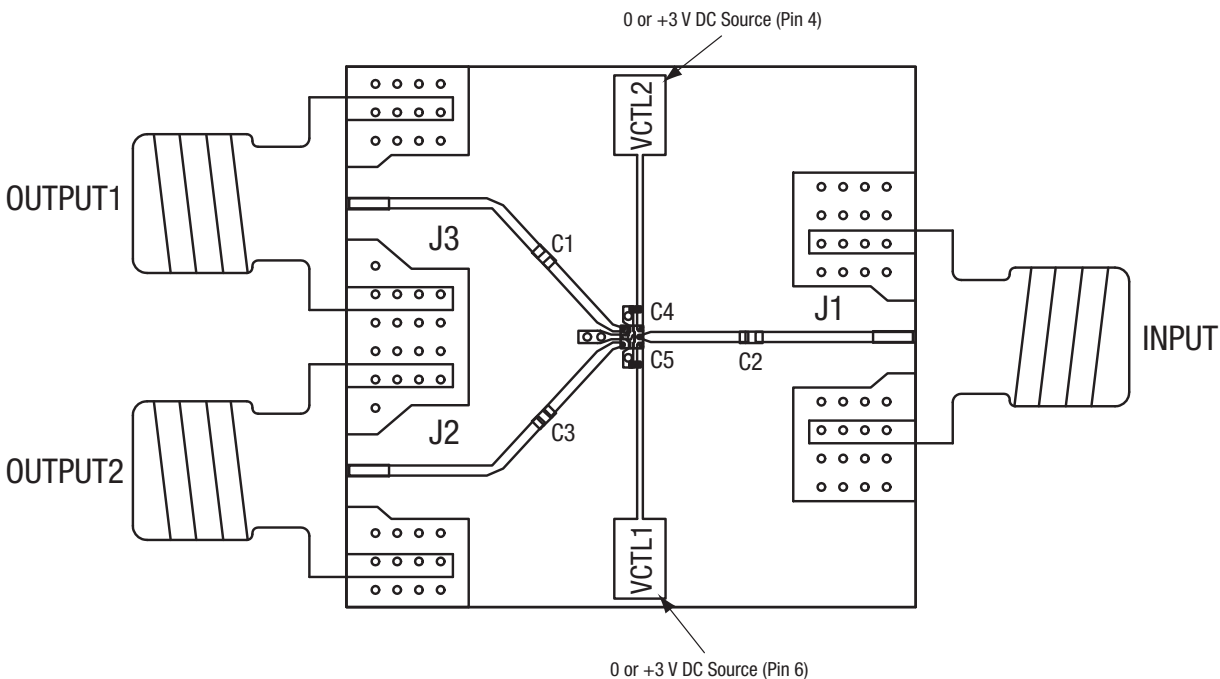 0 or +3 V DC Source (Pin 4)
VCTL2
OUTPUT1
J3
C1
C4
J1
INPUT
C5
C2
J2
C3
OUTPUT2
VCTL1
0 or +3 V DC Source (Pin 6)